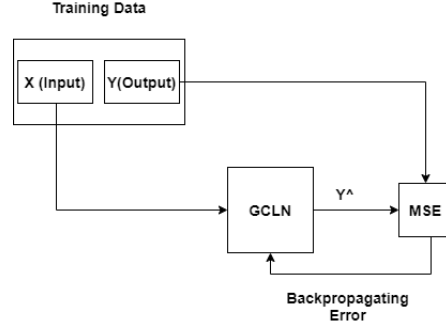 Training Data
X (Input)
Y(Output)
GCLN
Y^
MSE
Backpropagating
Error